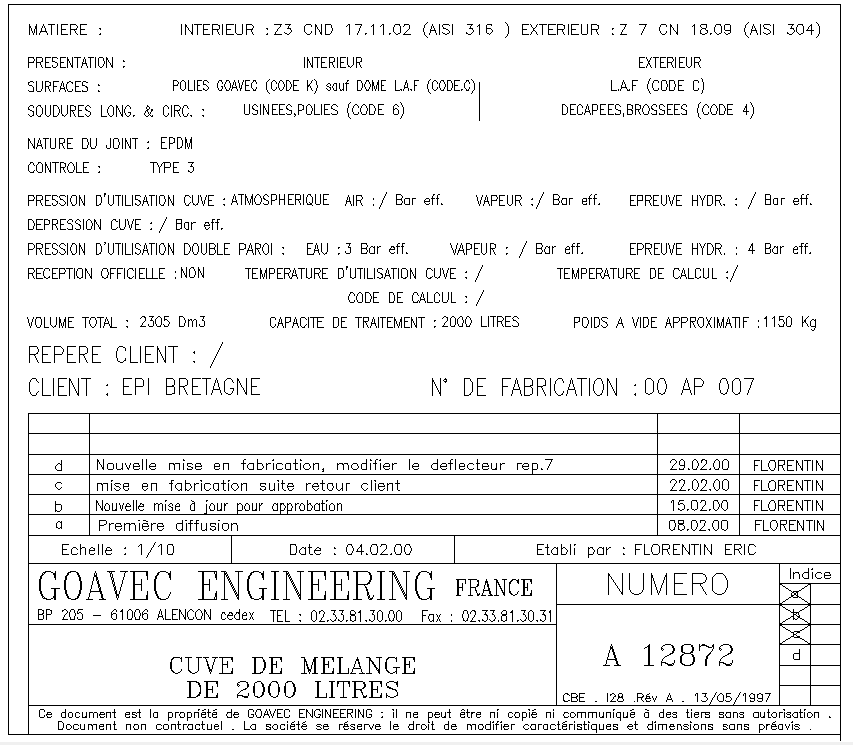 MATIERE : INTERIEUR : Z3 CND 17.11.02 (AISI 316 ) EXTERIEUR : Z 7 CN 18.09 (AISI 304)
PRESENTATION : INTERIEUR EXTERIEUR
SURFACES : POLIES GOAVEC (CODE K) sauf DOME L.A.F (CODE.C) L.A.F (CODE C)
SOUDURES LONG. & CIRC. : USINEES,POLIES (CODE 6) DECAPEES,BROSSEES (CODE 4)
NATURE DU JOINT : EPDM
CONTROLE : TYPE 3
PRESSION D'UTILISATION CUVE : ATMOSPHERIQUE AIR : / Bar eff. VAPEUR : / Bar eff. EPREUVE HYDR. : / Bar eff.
DEPRESSION CUVE : / Bar eff.
PRESSION D'UTILISATION DOUBLE PAROI : EAU : 3 Bar eff. VAPEUR : / Bar eff. EPREUVE HYDR. : 4 Bar eff.
RECEPTION OFFICIELLE : NON TEMPERATURE D'UTILISATION CUVE : / TEMPERATURE DE CALCUL : /
CODE DE CALCUL : /
VOLUME TOTAL : 2305 Dm3 CAPACITE DE TRAITEMENT : 2000 LITRES POIDS A VIDE APPROXIMATIF : 1150 Kg
REPERE CLIENT : /
CLIENT : EPI BRETAGNE N° DE FABRICATION : 00 AP 007
d Nouvelle mise en fabrication, modifier le deflecteur rep.7 29.02.00 FLORENTIN
c mise en fabrication suite retour client 22.02.00 FLORENTIN
b Nouvelle mise à jour pour approbation 15.02.00 FLORENTIN
a Première diffusion 08.02.00 FLORENTIN
Echelle : 1/10 Date : 04.02.00 Etabli par : FLORENTIN ERIC
GOAVEC ENGINEERING FRANCE
BP 205 - 61006 ALENCON cedex TEL : 02.33.81.30.00 Fax : 02.33.81.30.31
NUMERO
Indice
a
b
c
d
A 12872
CUVE DE MELANGE
DE 2000 LITRES
CBE . I28 .Rév A . 13/05/1997
Ce document est la propriété de GOAVEC ENGINEERING : il ne peut être ni copié ni communiqué à des tiers sans autorisation .
Document non contractuel . La société se réserve le droit de modifier caractéristiques et dimensions sans préavis .